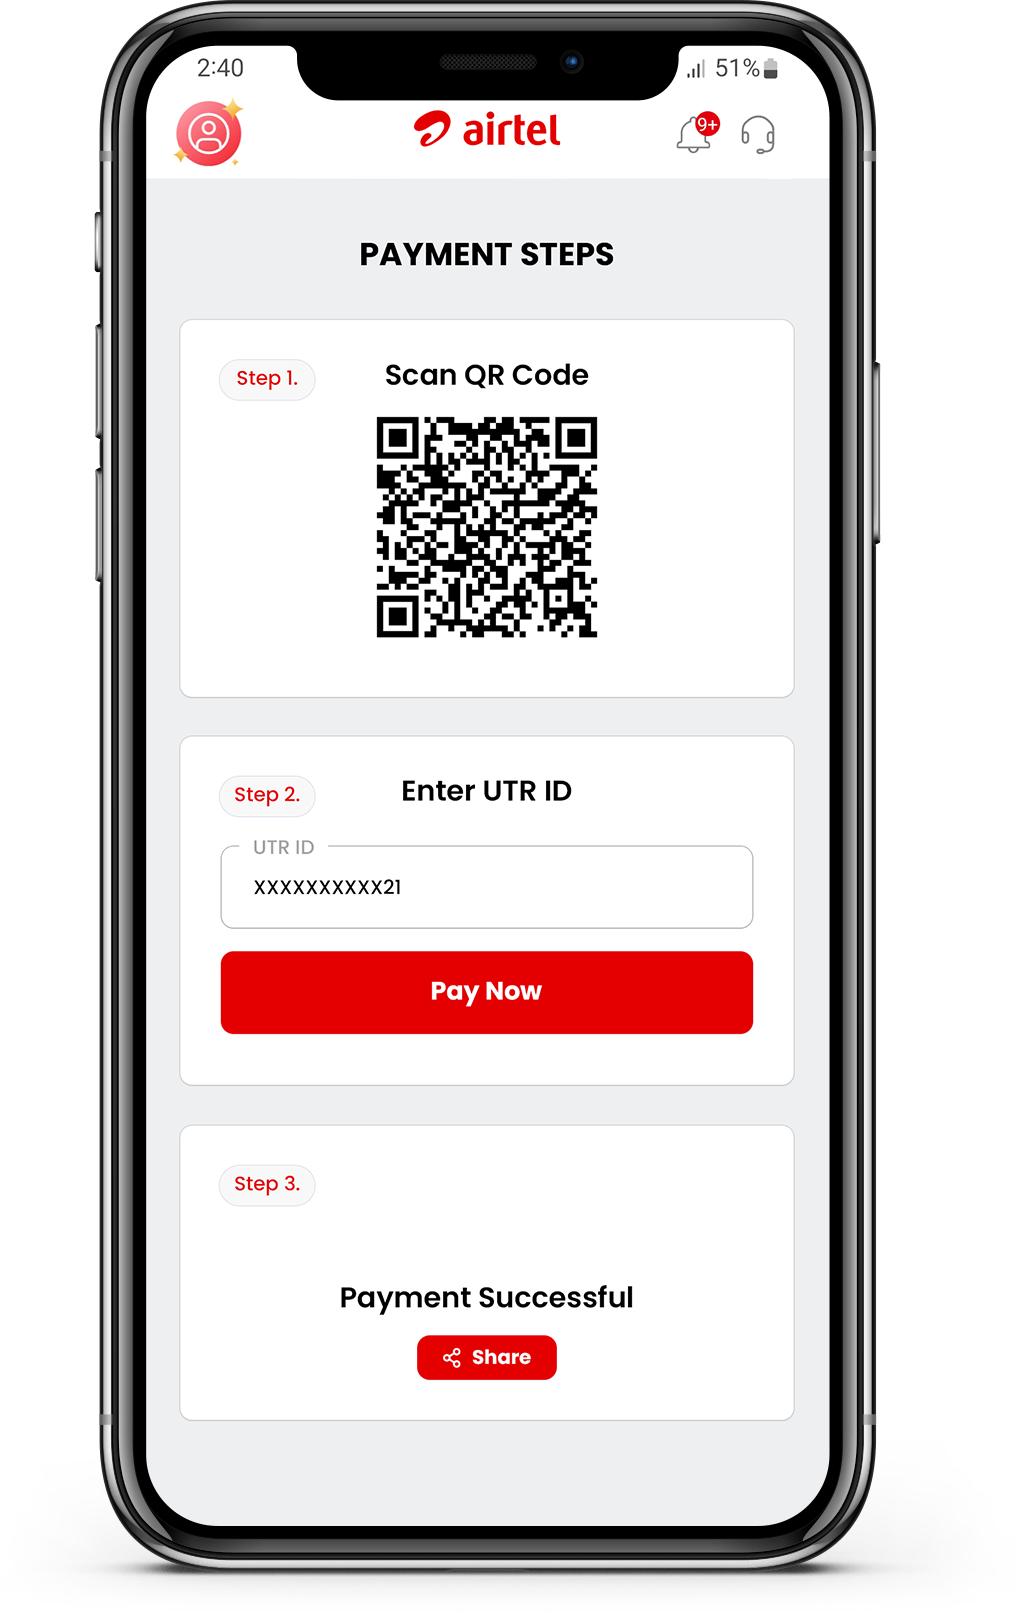 2:40
51%
airtel
9+
PAYMENT STEPS
Step 1.
Scan QR Code
Step 2.
Enter UTR ID
UTR ID
XXXXXXXXXX21
Pay Now
Step 3.
Payment Successful
Share